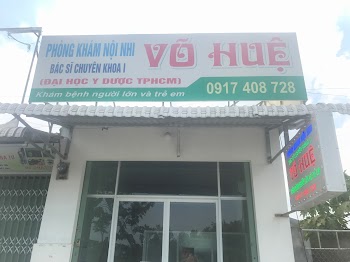 PHÒNG KHÁM NỘI NHI
BÁC SĨ CHUYÊN KHOA I
(ĐẠI HỌC Y DƯỢC TPHCM)
VÕ HUỆ
Khám bệnh người lớn và trẻ em
0917 408 728
VÕ HUỆ